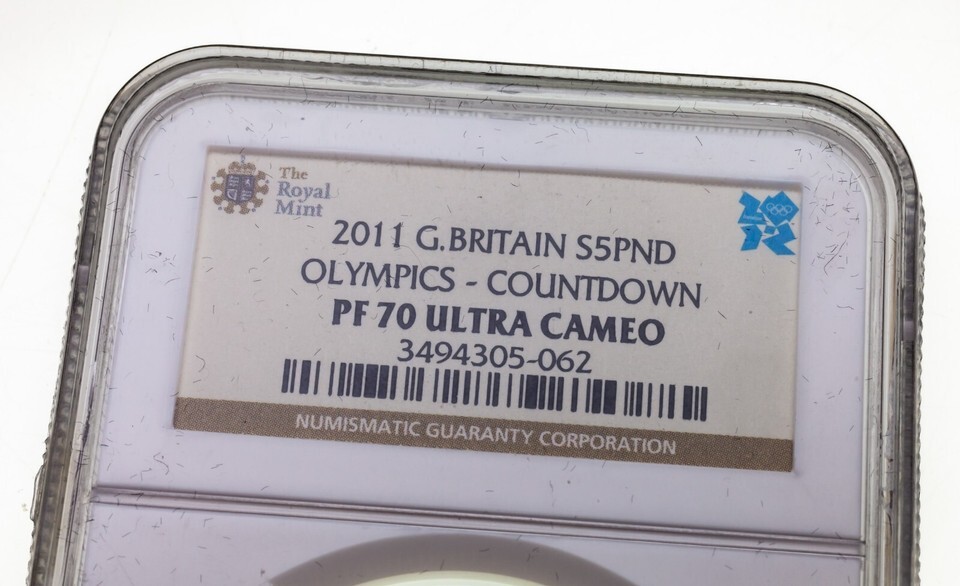 The
Royal
Mint
2011 G.BRITAIN S5PND
OLYMPICS - COUNTDOWN
PF 70 ULTRA CAMEO
3494305-062
NUMISMATIC GUARANTY CORPORATION